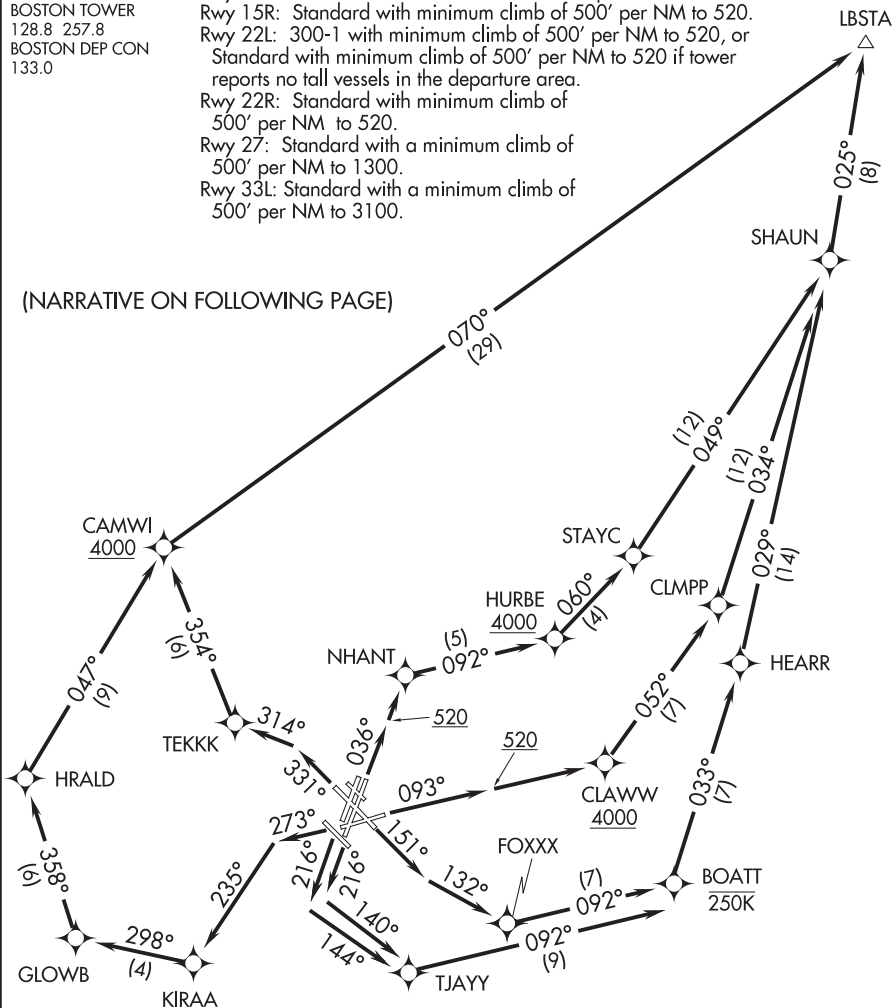 BOSTON TOWER
128.8 257.8
BOSTON DEP CON
133.0
Rwy 15R: Standard with minimum climb of 500' per NM to 520.
Rwy 22L: 300-1 with minimum climb of 500' per NM to 520, or
Standard with minimum climb of 500' per NM to 520 if tower
reports no tall vessels in the departure area.
Rwy 22R: Standard with minimum climb of
500' per NM to 520.
Rwy 27: Standard with a minimum climb of
500' per NM to 1300.
Rwy 33L: Standard with a minimum climb of
500' per NM to 3100.
LBSTA
025°
(8)
SHAUN
(NARRATIVE ON FOLLOWING PAGE)
070°
(29)
(12)
049°
(12)
034°
029°
(14)
CAMWI
4000
STAYC
CLMPP
HURBE
4000
060°
(4)
354°
(6)
NHANT
(5)
092°
HEARR
047°
(9)
052°
(7)
520
TEKKK
314°
036°
520
HRALD
331°
093°
CLAWW
4000
033°
(7)
273°
151°
FOXXX
358°
(6)
235°
216°
216°
132°
(7)
092°
BOATT
250K
140°
144°
092°
(9)
298°
(4)
GLOWB
KIRAA
TJAYY